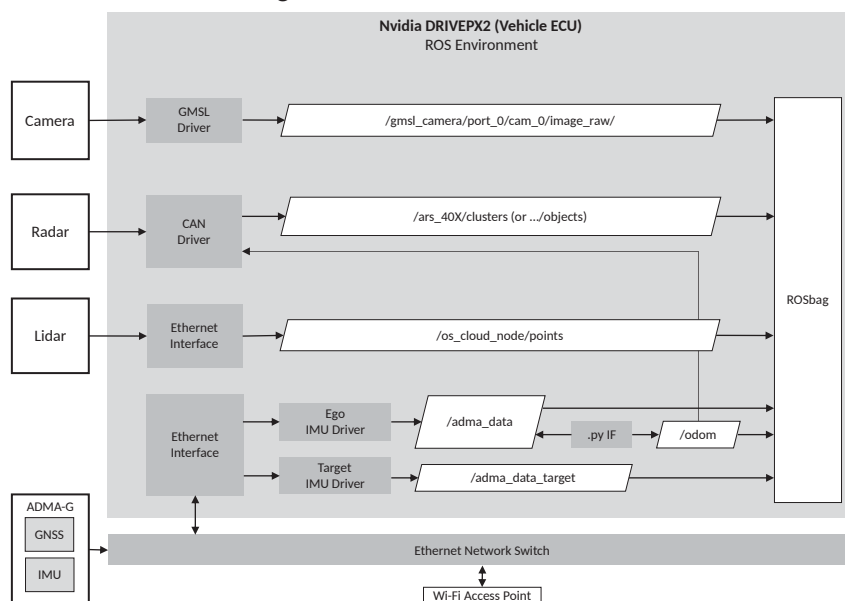 Nvidia DRIVEPX2 (Vehicle ECU)
ROS Environment
Camera
GMSL
Driver
/gmsl_camera/port_0/cam_0/image_raw/
Radar
CAN
Driver
/ars_40X/clusters (or .../objects)
ROSbag
Lidar
Ethernet
Interface
/os_cloud_node/points
Ethernet
Interface
Ego
IMU Driver
/adma_data
.py IF
/odom
Target
IMU Driver
/adma_data_target
ADMA-G
GNSS
IMU
Ethernet Network Switch
Wi-Fi Access Point